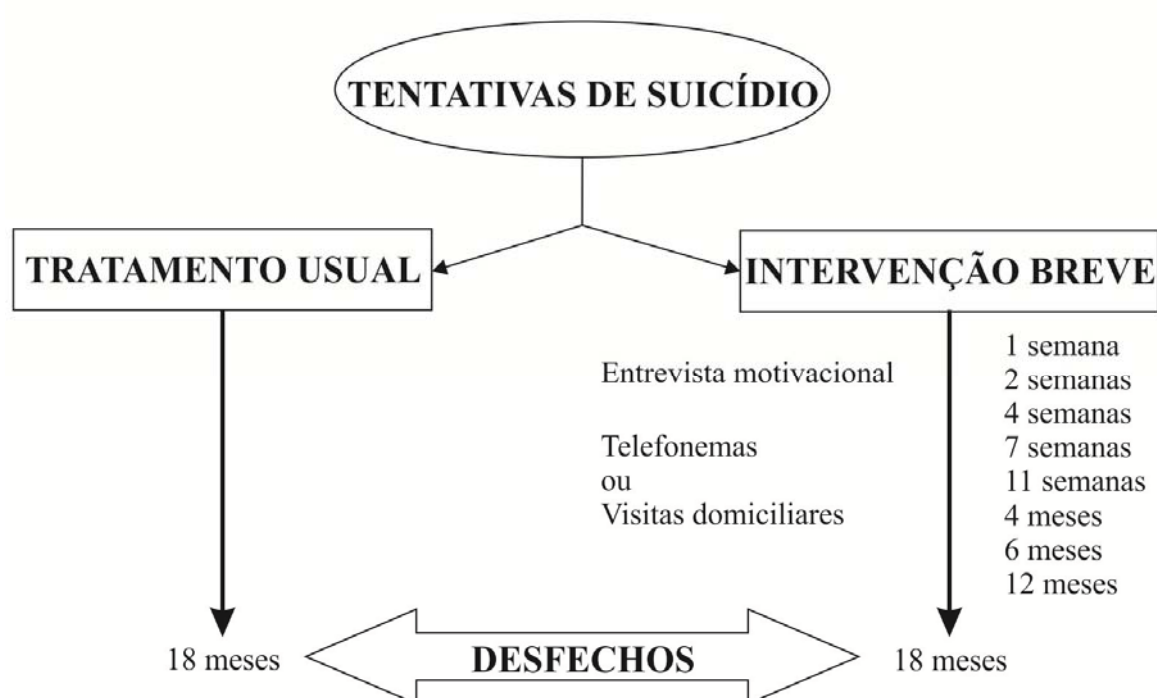 TENTATIVAS DE SUICÍDIO
TRATAMENTO USUAL
INTERVENÇÃO BREVE
Entrevista motivacional
Telefonemas
ou
Visitas domiciliares
1 semana
2 semanas
4 semanas
7 semanas
11 semanas
4 meses
6 meses
12 meses
18 meses
DESFECHOS
18 meses